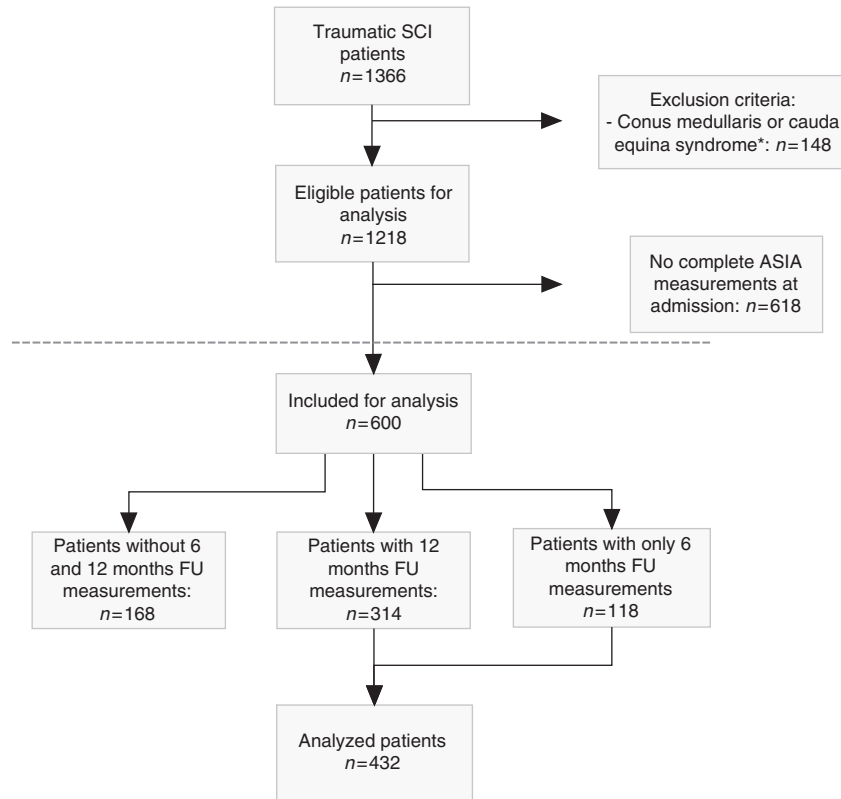 Traumatic SCI
patients
n=1366
Exclusion criteria:
- Conus medullaris or cauda
equina syndrome*: n=148
Eligible patients for
analysis
n=1218
No complete ASIA
measurements at
admission: n=618
Included for analysis
n=600
Patients without 6
and 12 months FU
measurements:
n=168
Patients with 12
months FU
measurements:
n=314
Patients with only 6
months FU
measurements
n=118
Analyzed patients
n=432